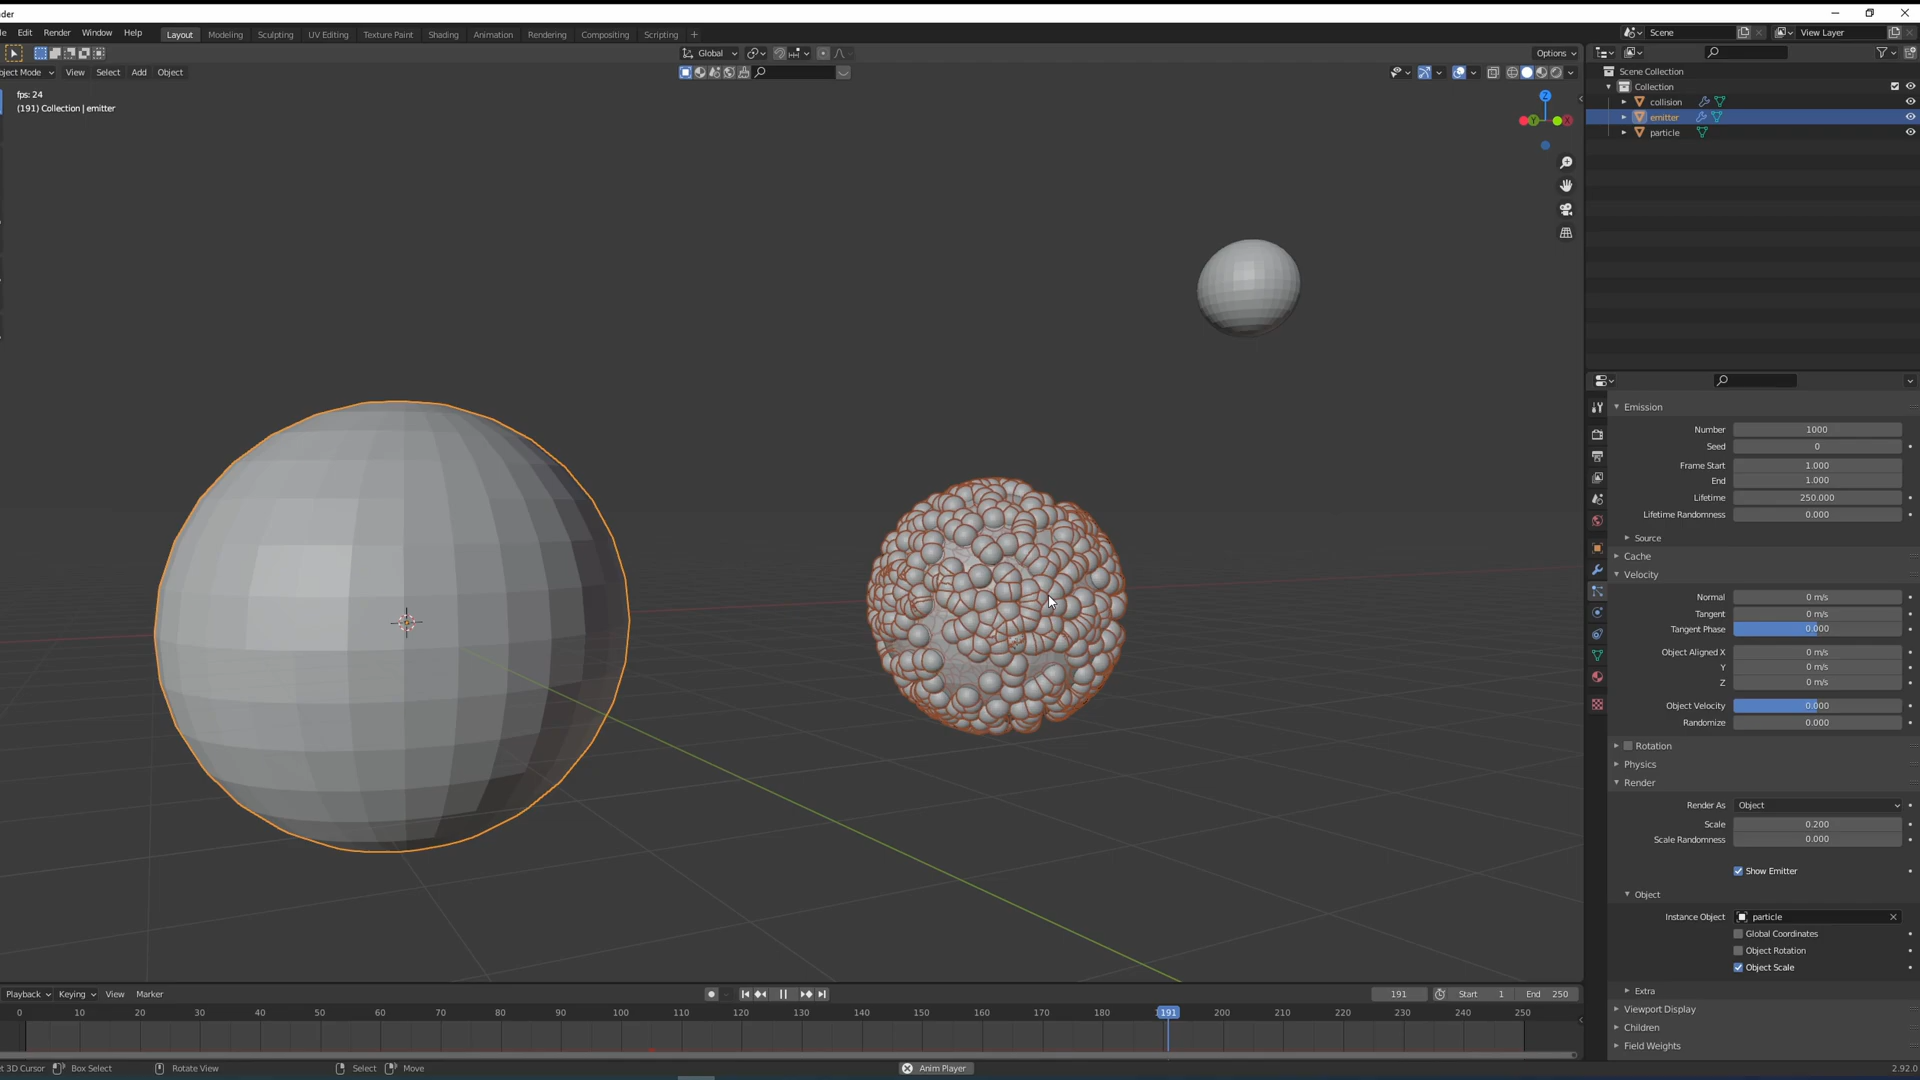 der
le Edit Render Window Help Layout Modeling Sculpting UV Editing Texture Paint Shading Animation Rendering Compositing Scripting + Scene View Layer
Global Options
bject Mode View Select Add Object
Scene Collection
Collection
collision
emitter
particle
fps: 24
(191) Collection | emitter
Z
Y
X
Emission
Number 1000
Seed 0
Frame Start 1.000
End 1.000
Lifetime 250.000
Lifetime Randomness 0.000
Source
Cache
Velocity
Normal 0 m/s
Tangent 0 m/s
Tangent Phase 0.000
Object Aligned X 0 m/s
Y 0 m/s
Z 0 m/s
Object Velocity 0.000
Randomize 0.000
Rotation
Physics
Render
Render As Object
Scale 0.200
Scale Randomness 0.000
Show Emitter
Object
Instance Object particle
Global Coordinates
Object Rotation
Object Scale
Extra
Viewport Display
Children
Field Weights
Playback Keying View Marker 191 Start 1 End 250
0 10 20 30 40 50 60 70 80 90 100 110 120 130 140 150 160 170 180 191 200 210 220 230 240 250
t 3D Cursor Box Select Rotate View Select Move Anim Player 2.92.0